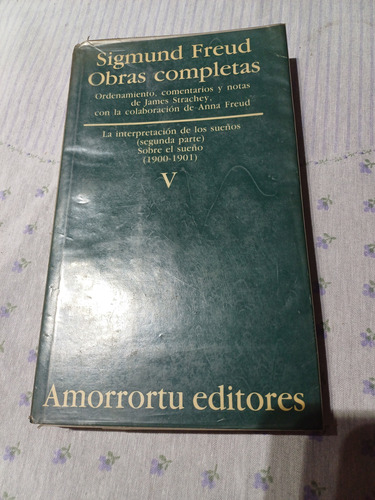 Sigmund Freud
Obras completas
Ordenamiento, comentarios y notas
de James Strachey,
con la colaboración de Anna Freud
La interpretación de los sueños
(segunda parte)
Sobre el sueño
(1900-1901)
V
Amorrortu editores